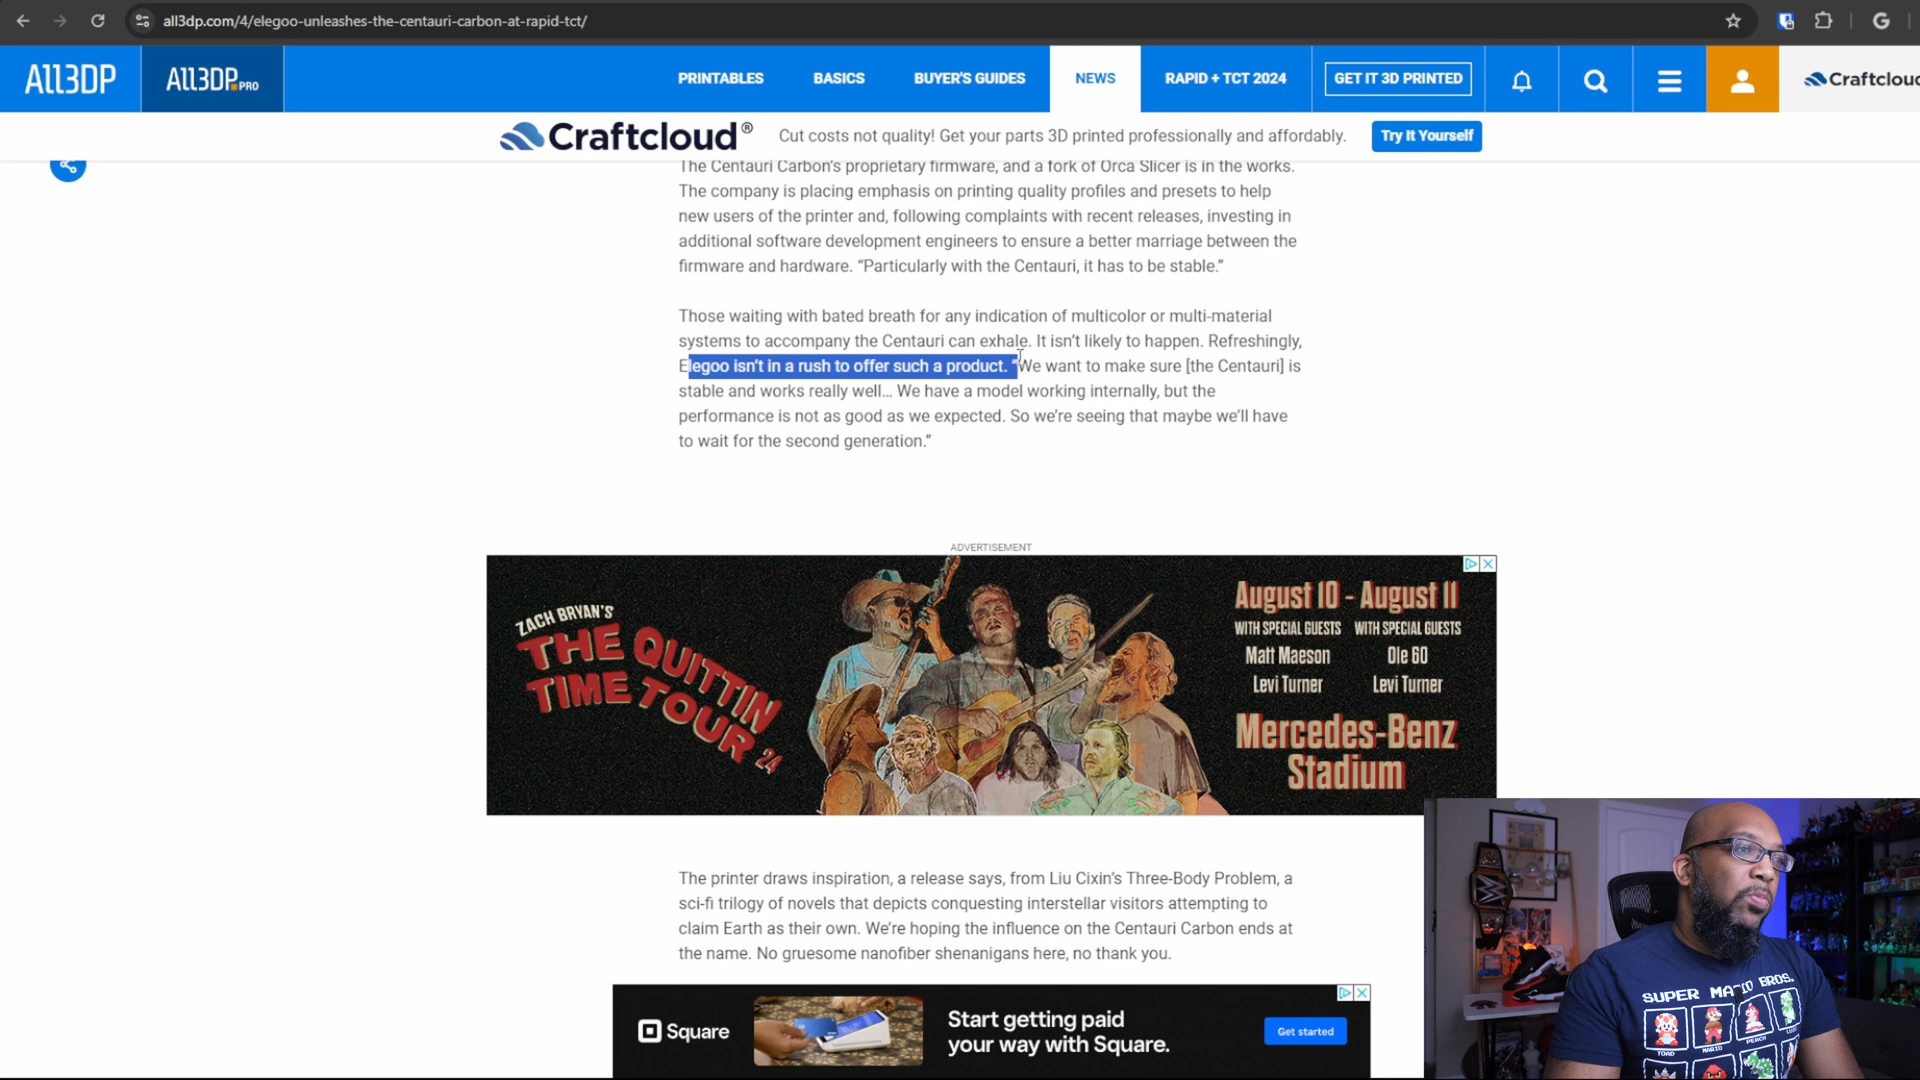 all3dp.com/4/elegoo-unleashes-the-centauri-carbon-at-rapid-tct/
G
All3DP
All3DP.PRO
PRINTABLES
BASICS
BUYER'S GUIDES
NEWS
RAPID + TCT 2024
GET IT 3D PRINTED
Craftclou
Craftcloud®
Cut costs not quality! Get your parts 3D printed professionally and affordably.
Try It Yourself
The Centauri Carbon's proprietary firmware, and a fork of Orca Slicer is in the works.
The company is placing emphasis on printing quality profiles and presets to help
new users of the printer and, following complaints with recent releases, investing in
additional software development engineers to ensure a better marriage between the
firmware and hardware. “Particularly with the Centauri, it has to be stable.”
Those waiting with bated breath for any indication of multicolor or multi-material
systems to accompany the Centauri can exhale. It isn’t likely to happen. Refreshingly,
Elegoo isn’t in a rush to offer such a product. “We want to make sure [the Centauri] is
stable and works really well… We have a model working internally, but the
performance is not as good as we expected. So we’re seeing that maybe we’ll have
to wait for the second generation.”
ADVERTISEMENT
ZACH BRYAN'S
THE QUITTIN
TIME TOUR
24
August 10 - August 11
WITH SPECIAL GUESTS WITH SPECIAL GUESTS
Matt Maeson Ole 60
Levi Turner Levi Turner
Mercedes-Benz
Stadium
The printer draws inspiration, a release says, from Liu Cixin’s Three-Body Problem, a
sci-fi trilogy of novels that depicts conquesting interstellar visitors attempting to
claim Earth as their own. We’re hoping the influence on the Centauri Carbon ends at
the name. No gruesome nanofiber shenanigans here, no thank you.
Square
Start getting paid
your way with Square.
Get started
SUPER MARIO BROS.
TOAD
MARIO
PEACH